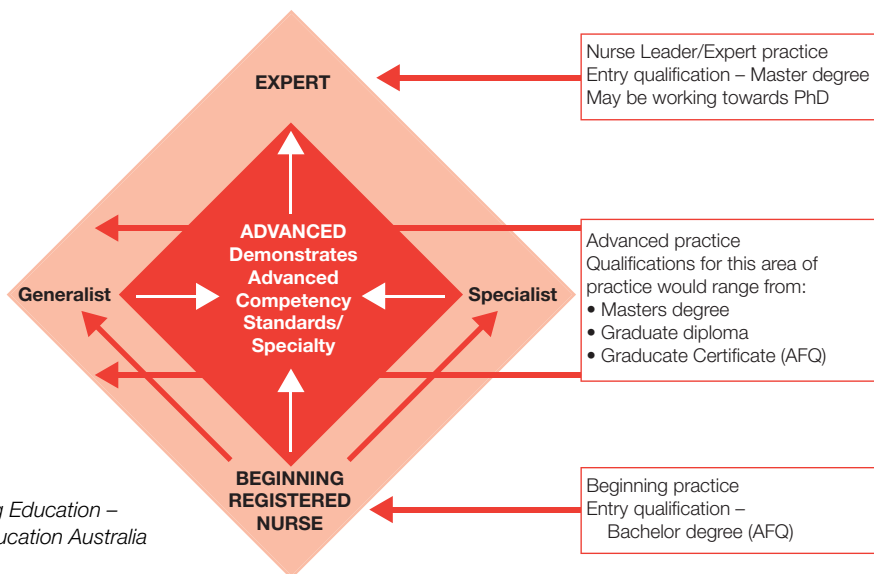 EXPERT
Nurse Leader/Expert practice
Entry qualification – Master degree
May be working towards PhD
ADVANCED
Demonstrates
Advanced
Competency
Standards/
Specialty
Generalist
Specialist
Advanced practice
Qualifications for this area of
practice would range from:
• Masters degree
• Graduate diploma
• Graducate Certificate (AFQ)
BEGINNING
REGISTERED
NURSE
Beginning practice
Entry qualification –
Bachelor degree (AFQ)
Education –
Australia